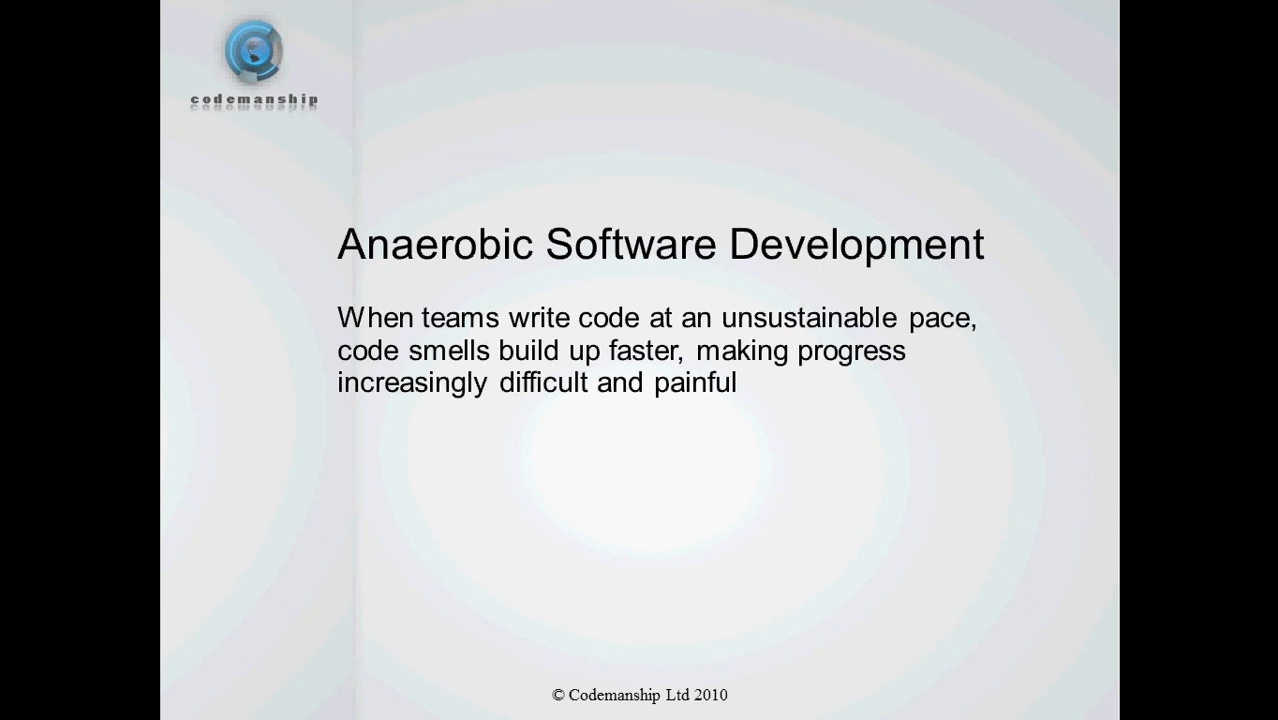 codemanship
Anaerobic Software Development
When teams write code at an unsustainable pace,
code smells build up faster, making progress
increasingly difficult and painful
© Codemanship Ltd 2010